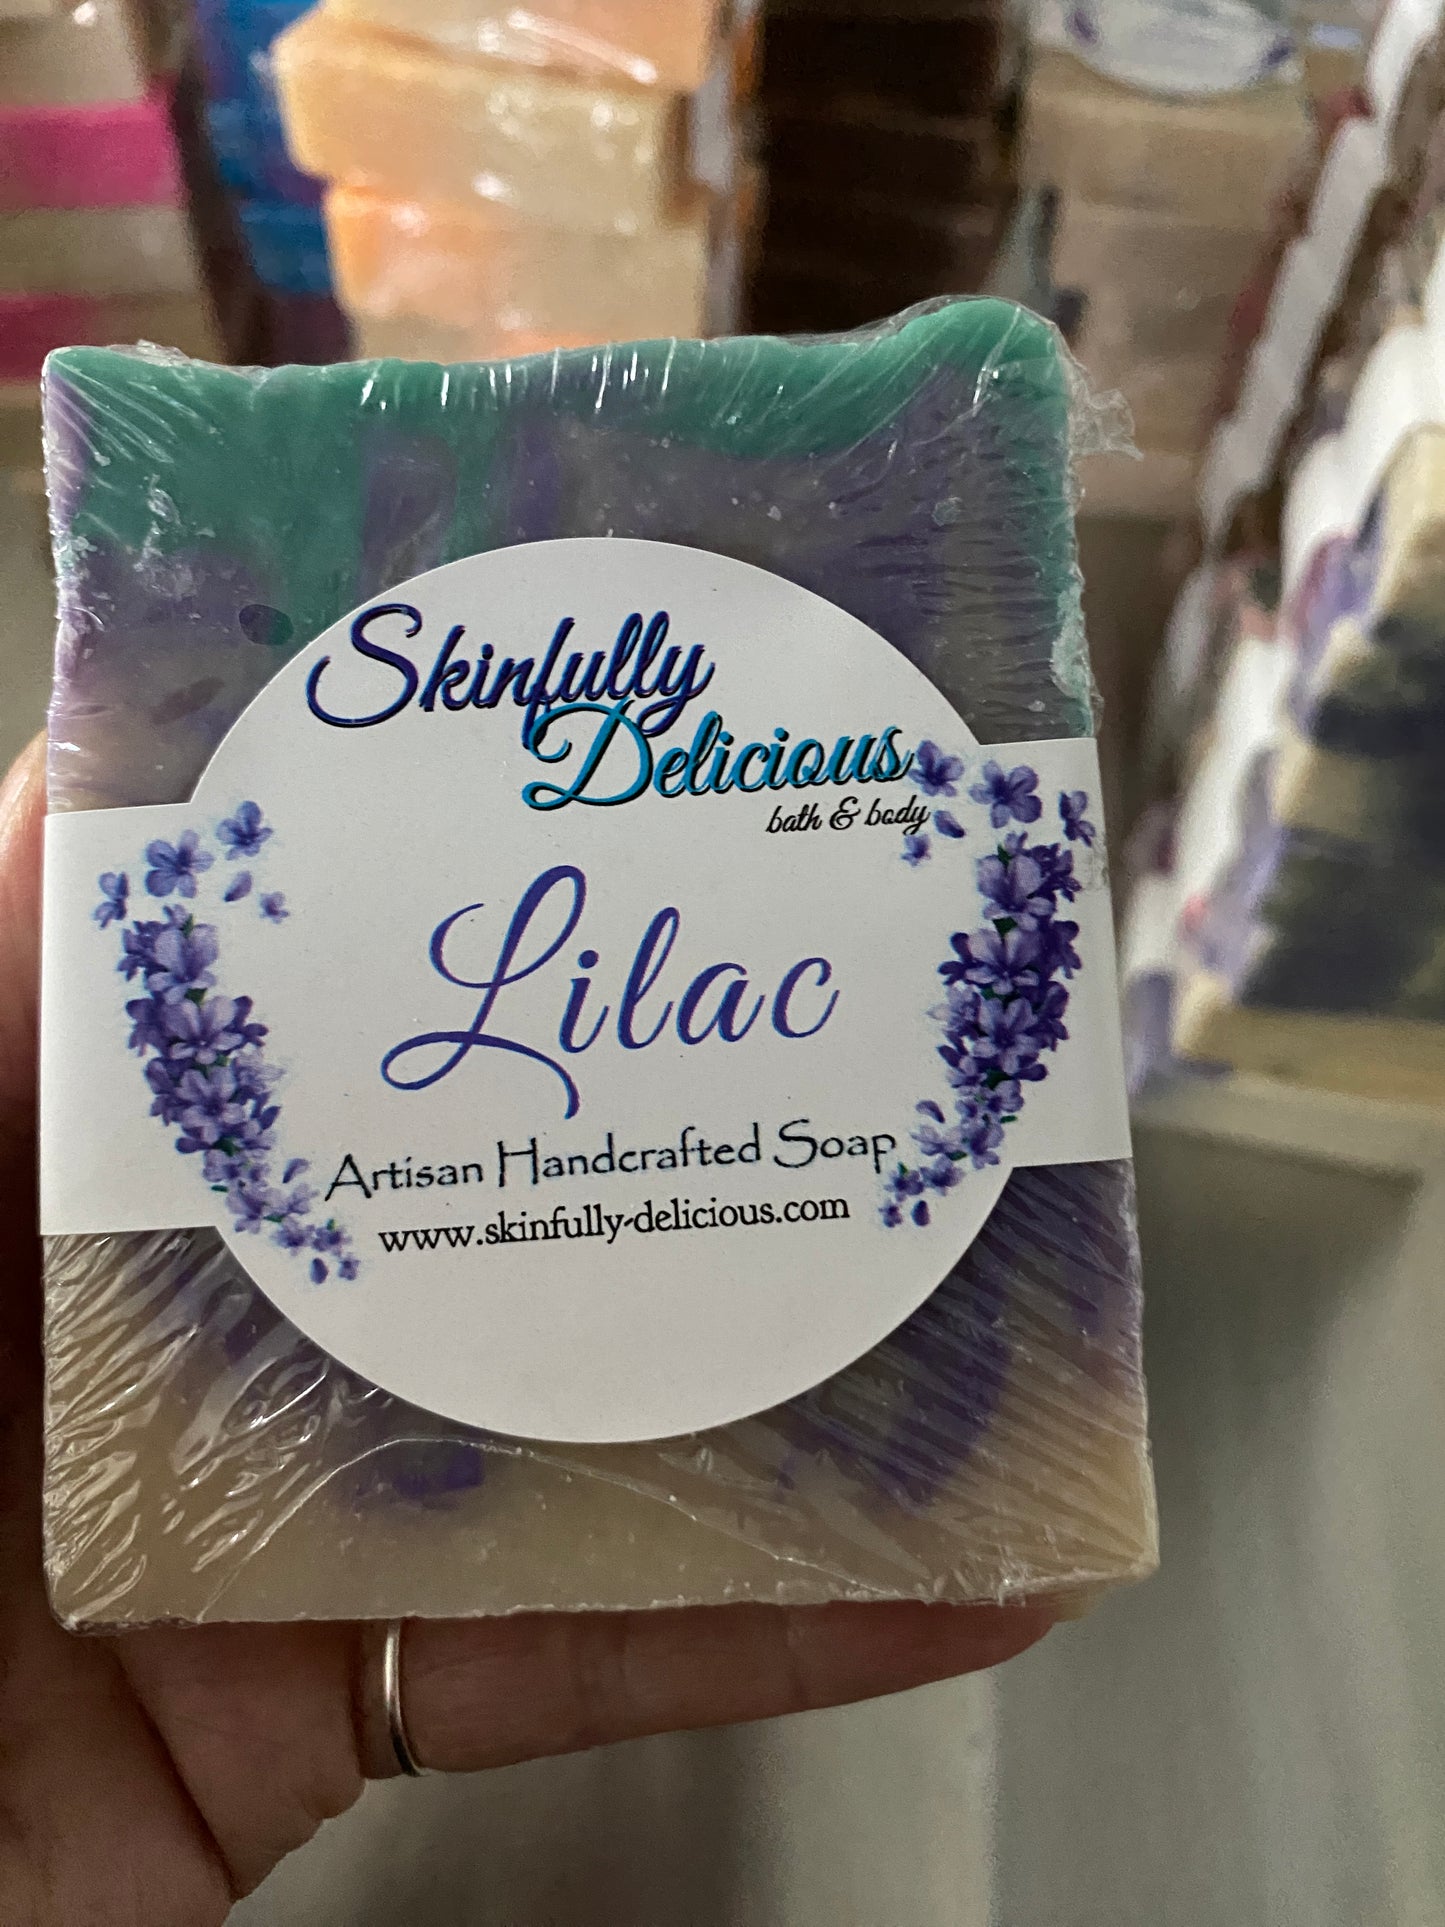 Skinfully
Delicious
bath & body
Lilac
Artisan Handcrafted Soap
www.skinfully-delicious.com